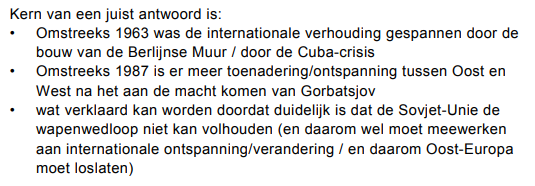 Kern van een juist antwoord is:
• Omstreeks 1963 was de internationale verhouding gespannen door de
bouw van de Berlijnse Muur / door de Cuba-crisis
• Omstreeks 1987 is er meer toenadering/ontspanning tussen Oost en
West na het aan de macht komen van Gorbatsjov
• wat verklaard kan worden doordat duidelijk is dat de Sovjet-Unie de
wapenwedloop niet kan volhouden (en daarom wel moet meewerken
aan internationale ontspanning/verandering / en daarom Oost-Europa
moet loslaten)